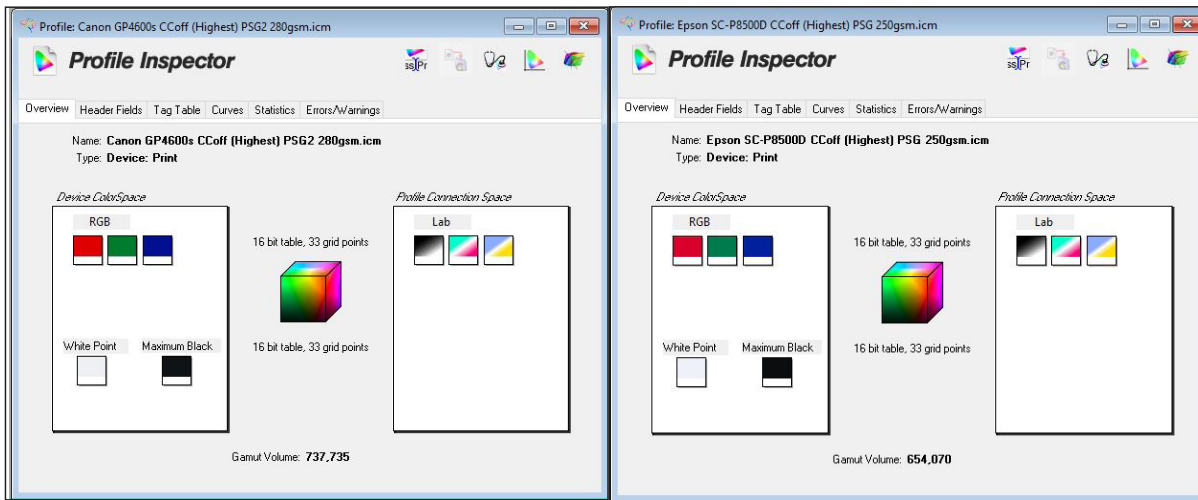 Profile: Canon GP4600s CCoff (Highest) PSG2 280gsm.icm
Profile Inspector
Overview Header Fields Tag Table Curves Statistics Errors/Warnings
Name: Canon GP4600s CCoff (Highest) PSG2 280gsm.icm
Type: Device: Print
Device ColorSpace
Profile Connection Space
RGB
Lab
16 bit table, 33 grid points
16 bit table, 33 grid points
White Point
Maximum Black
Gamut Volume: 737,735
Profile: Epson SC-P8500D CCoff (Highest) PSG 250gsm.icm
Profile Inspector
Overview Header Fields Tag Table Curves Statistics Errors/Warnings
Name: Epson SC-P8500D CCoff (Highest) PSG 250gsm.icm
Type: Device: Print
Device ColorSpace
Profile Connection Space
RGB
Lab
16 bit table, 33 grid points
16 bit table, 33 grid points
White Point
Maximum Black
Gamut Volume: 654,070